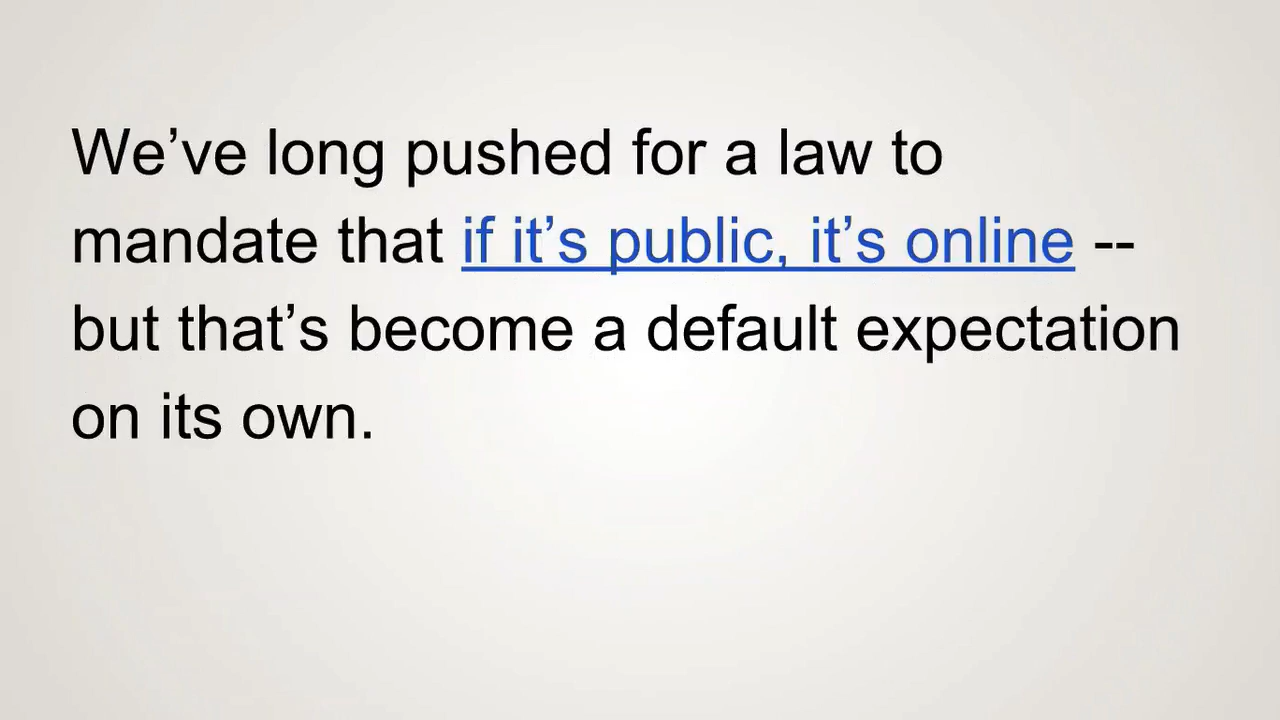 We’ve long pushed for a law to
mandate that if it’s public, it’s online --
but that’s become a default expectation
on its own.